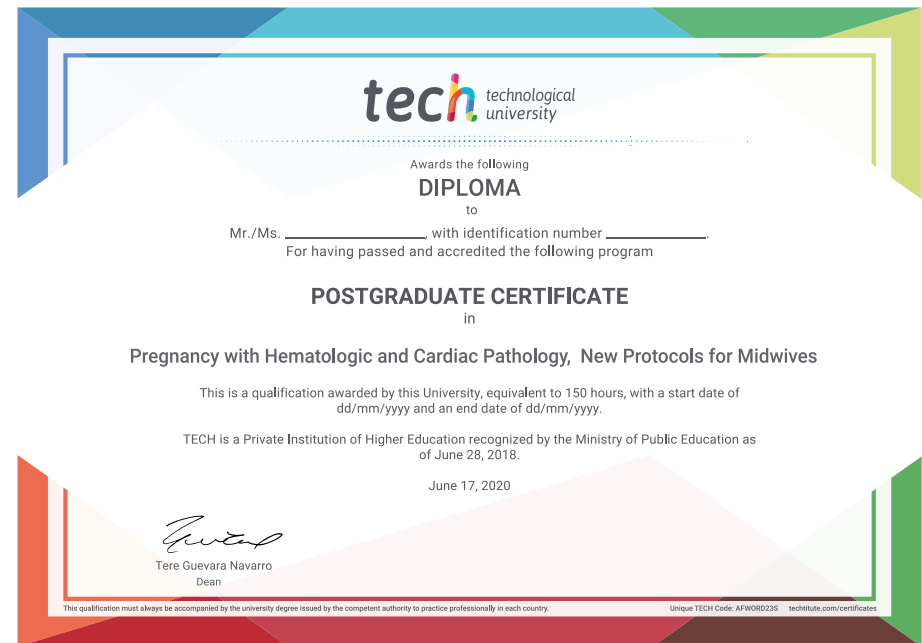 tech technological
university
Awards the following
DIPLOMA
to
Mr./Ms. ____________________, with identification number ______________.
For having passed and accredited the following program
POSTGRADUATE CERTIFICATE
in
Pregnancy with Hematologic and Cardiac Pathology, New Protocols for Midwives
This is a qualification awarded by this University, equivalent to 150 hours, with a start date of
dd/mm/yyyy and an end date of dd/mm/yyyy.
TECH is a Private Institution of Higher Education recognized by the Ministry of Public Education as
of June 28, 2018.
June 17, 2020
Tere Guevara Navarro
Dean
This qualification must always be accompanied by the university degree issued by the competent authority to practice professionally in each country. Unique TECH Code: AFWORD23S techtitute.com/certificates